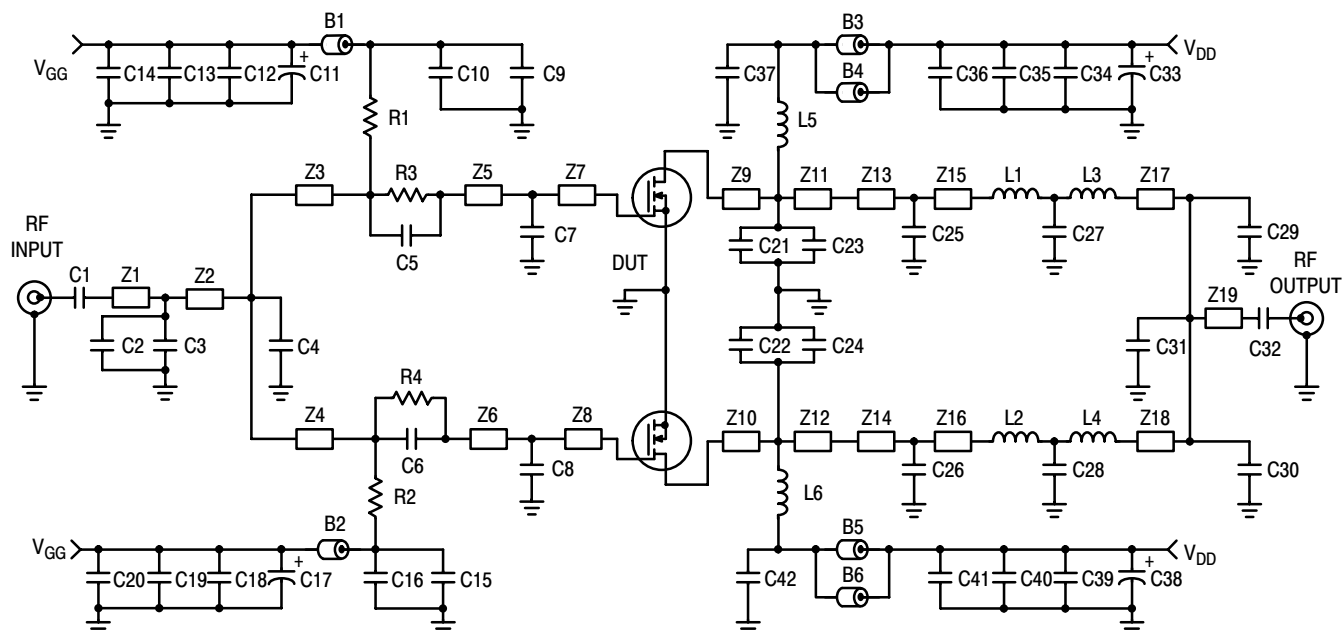 B1
B3
V_GG
C14
C13
C12
+
C11
C10
C9
C37
B4
C36
C35
C34
+
C33
V_DD
R1
L5
Z3
R3
Z5
Z7
Z9
Z11
Z13
Z15
L1
L3
Z17
RF
INPUT
C5
C7
C21
C23
C25
C27
C29
C1
Z1
Z2
DUT
RF
OUTPUT
Z19
C2
C3
C4
C22
C24
C31
C32
R4
Z4
Z6
Z8
Z10
Z12
Z14
Z16
L2
L4
Z18
C6
C8
C26
C28
C30
R2
L6
B2
B5
V_GG
C20
C19
C18
+
C17
C16
C15
C42
B6
C41
C40
C39
+
C38
V_DD